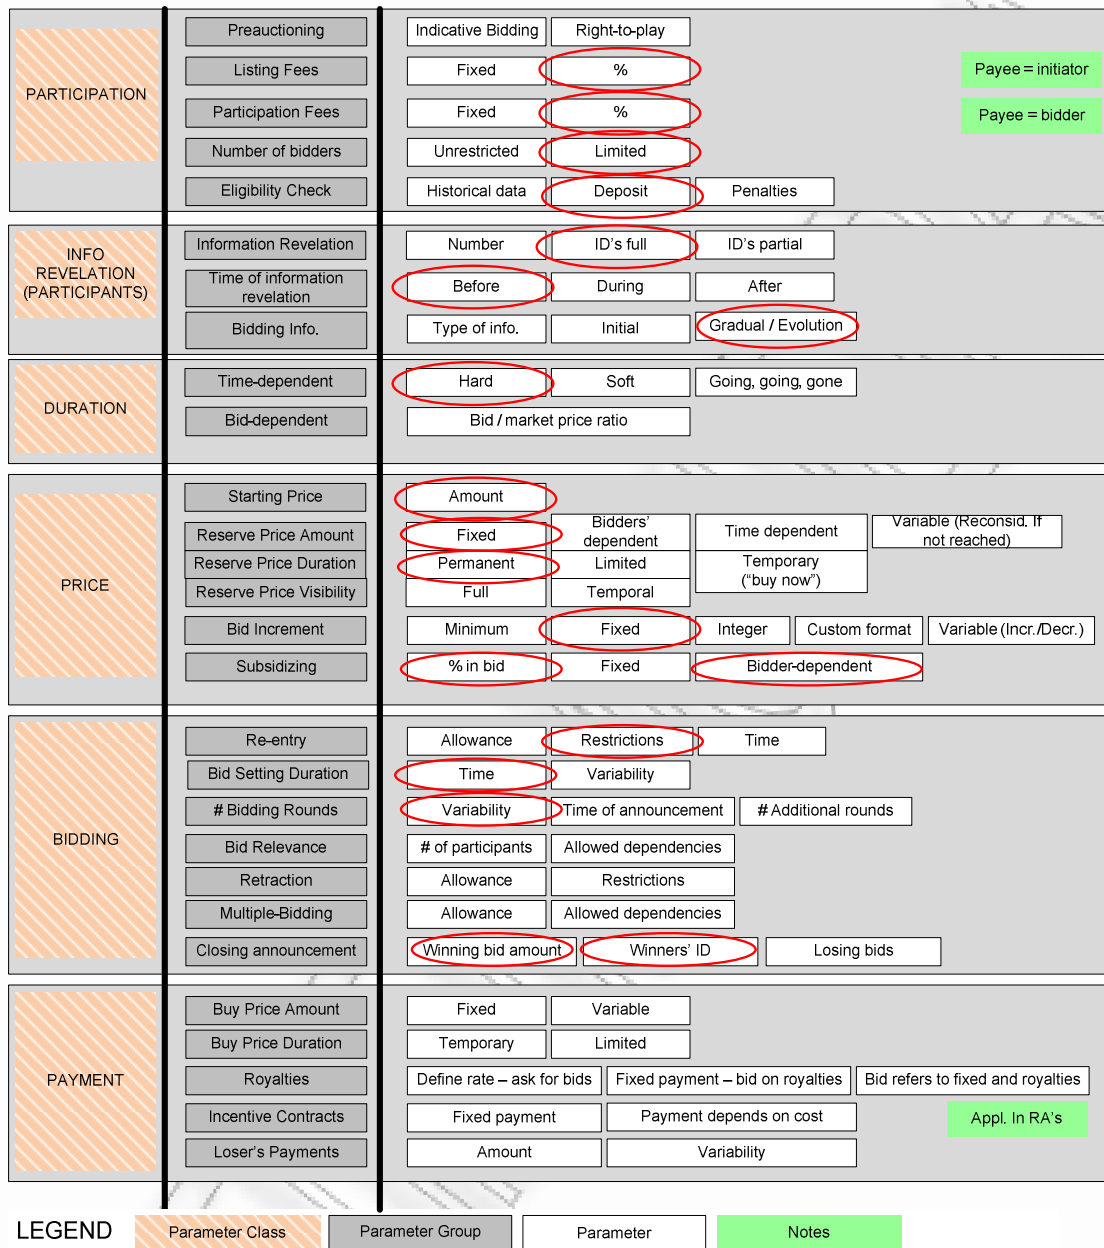 Preauctioning Indicative Bidding Right-to-play
Listing Fees Fixed % Payee = initiator
PARTICIPATION
Participation Fees Fixed % Payee = bidder
Number of bidders Unrestricted Limited
Eligibility Check Historical data Deposit Penalties
INFO
REVELATION
(PARTICIPANTS)
Information Revelation Number ID's full ID's partial
Time of information
revelation
Before During After
Bidding Info. Type of info. Initial Gradual / Evolution
DURATION
Time-dependent Hard Soft Going, going, gone
Bid-dependent Bid / market price ratio
PRICE
Starting Price Amount
Reserve Price Amount Fixed
Bidders'
dependent
Time dependent
Variable (Reconsid. If
not reached)
Reserve Price Duration Permanent Limited
Temporary
("buy now")
Reserve Price Visibility Full Temporal
Bid Increment Minimum Fixed Integer Custom format Variable (Incr./Decr.)
Subsidizing % in bid Fixed Bidder-dependent
BIDDING
Re-entry Allowance Restrictions Time
Bid Setting Duration Time Variability
# Bidding Rounds Variability Time of announcement # Additional rounds
Bid Relevance # of participants Allowed dependencies
Retraction Allowance Restrictions
Multiple-Bidding Allowance Allowed dependencies
Closing announcement Winning bid amount Winners' ID Losing bids
PAYMENT
Buy Price Amount Fixed Variable
Buy Price Duration Temporary Limited
Royalties Define rate – ask for bids Fixed payment – bid on royalties Bid refers to fixed and royalties
Incentive Contracts Fixed payment Payment depends on cost Appl. In RA's
Loser's Payments Amount Variability
LEGEND Parameter Class Parameter Group Parameter Notes